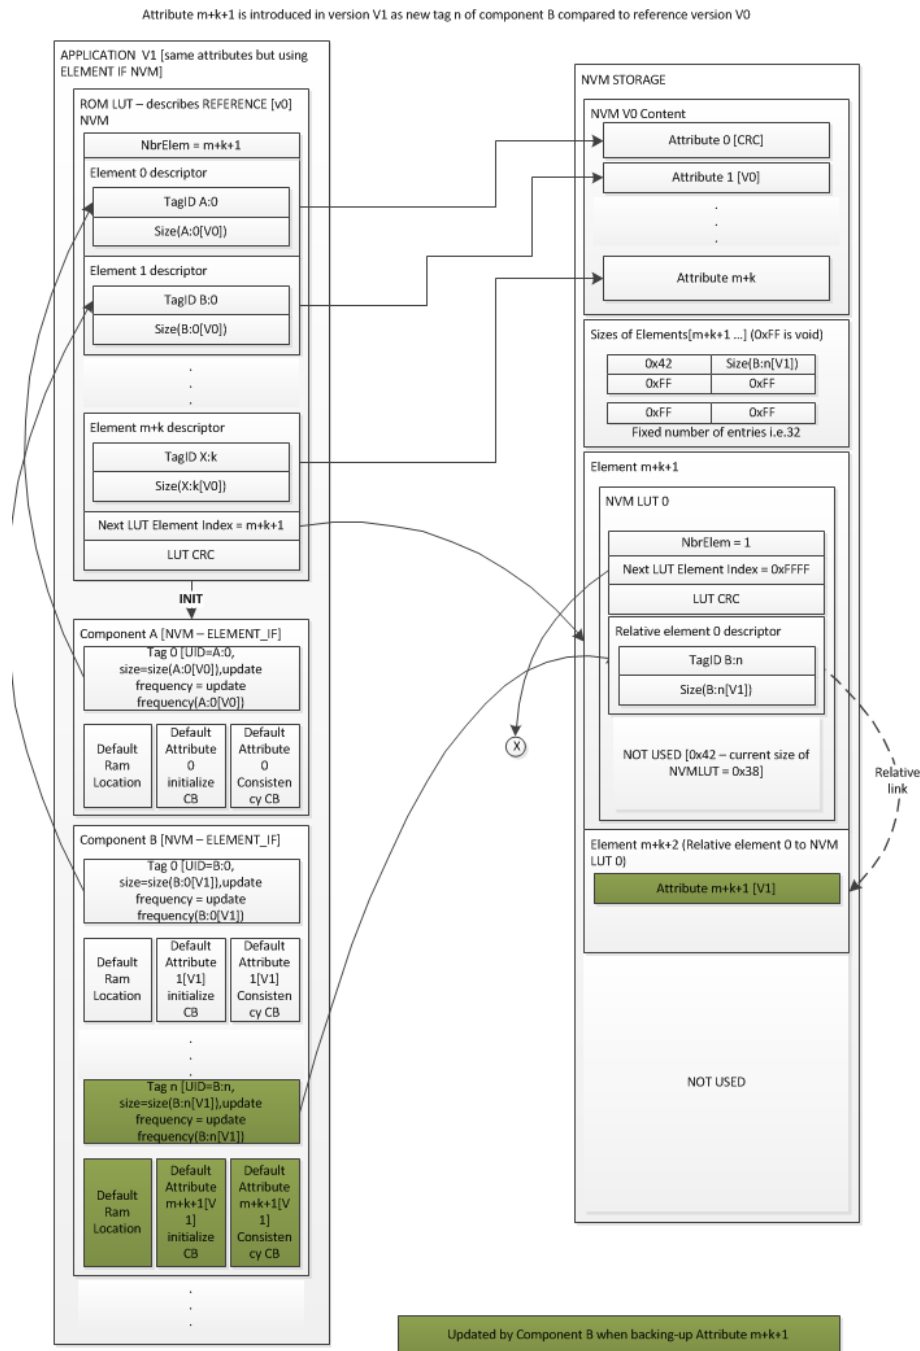 Attribute m+k+1 is introduced in version V1 as new tag n of component B compared to reference version V0
APPLICATION V1 [same attributes but using
ELEMENT IF NVM]
ROM LUT – describes REFERENCE [v0]
NVM
NbrElem = m+k+1
Element 0 descriptor
TagID A:0
Size(A:0[V0])
Element 1 descriptor
TagID B:0
Size(B:0[V0])
.
.
.
Element m+k descriptor
TagID X:k
Size(X:k[V0])
Next LUT Element Index = m+k+1
LUT CRC
INIT
Component A [NVM – ELEMENT_IF]
Tag 0 [UID=A:0,
size=size(A:0[V0]),update
frequency = update
frequency(A:0[V0])]
Default
Ram
Location
Default
Attribute
0
initialize
CB
Default
Attribute
0
Consisten
cy CB
Component B [NVM – ELEMENT_IF]
Tag 0 [UID=B:0,
size=size(B:0[V1]),update
frequency = update
frequency(B:0[V1])]
Default
Ram
Location
Default
Attribute
1[V1]
initialize
CB
Default
Attribute
1[V1]
Consisten
cy CB
.
.
.
Tag n [UID=B:n,
size=size(B:n[V1]),update
frequency = update
frequency(B:n[V1])]
Default
Ram
Location
Default
Attribute
m+k+1[V
1]
initialize
CB
Default
Attribute
m+k+1[V
1]
Consisten
cy CB
.
.
.
NVM STORAGE
NVM V0 Content
Attribute 0 [CRC]
Attribute 1 [V0]
.
.
.
Attribute m+k
Sizes of Elements[m+k+1 ...] (0xFF is void)
0x42 Size(B:n[V1])
0xFF 0xFF
0xFF 0xFF
Fixed number of entries i.e.32
Element m+k+1
NVM LUT 0
NbrElem = 1
Next LUT Element Index = 0xFFFF
LUT CRC
Relative element 0 descriptor
TagID B:n
Size(B:n[V1])
X
NOT USED [0x42 – current size of
NVMLUT = 0x38]
Relative
link
Element m+k+2 (Relative element 0 to NVM
LUT 0)
Attribute m+k+1 [V1]
NOT USED
Updated by Component B when backing-up Attribute m+k+1